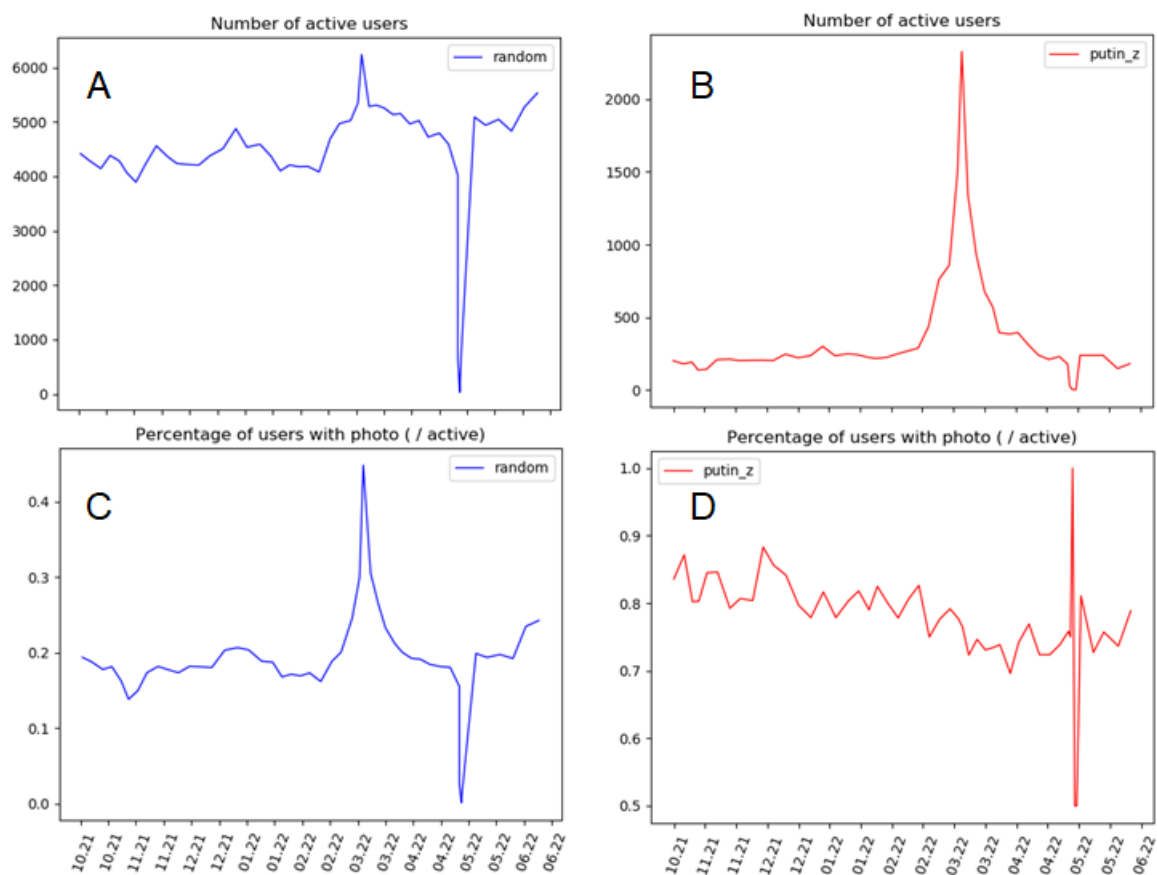 Number of active users
random
A
6000
5000
4000
3000
2000
1000
0
Number of active users
putin_z
B
2000
1500
1000
500
0
Percentage of users with photo ( / active)
random
C
0.4
0.3
0.2
0.1
0.0
10.21 10.21 11.21 11.21 12.21 12.21 01.22 01.22 02.22 02.22 03.22 03.22 04.22 04.22 05.22 05.22 06.22 06.22
Percentage of users with photo ( / active)
putin_z
D
1.0
0.9
0.8
0.7
0.6
0.5
10.21 11.21 11.21 12.21 12.21 01.22 01.22 02.22 02.22 03.22 03.22 04.22 04.22 05.22 05.22 06.22